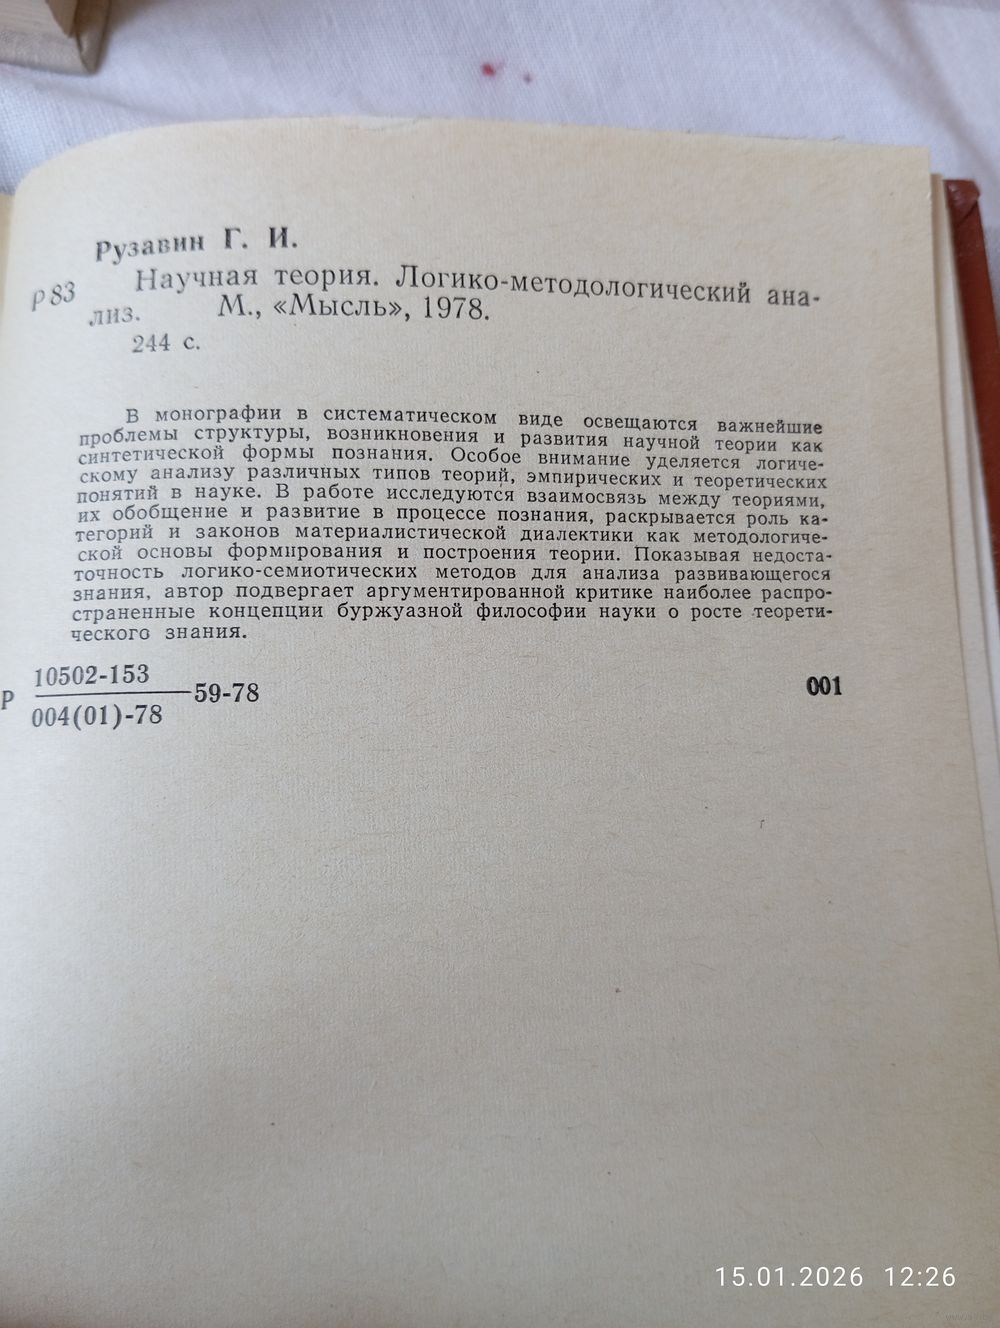 Рузавин Г. И.
Р83 Научная теория. Логико-методологический ана-
лиз. М., «Мысль», 1978.
244 с.
В монографии в систематическом виде освещаются важнейшие
проблемы структуры, возникновения и развития научной теории как
синтетической формы познания. Особое внимание уделяется логиче-
скому анализу различных типов теорий, эмпирических и теоретических
понятий в науке. В работе исследуются взаимосвязь между теориями,
их обобщение и развитие в процессе познания, раскрывается роль ка-
тегорий и законов материалистической диалектики как методологиче-
ской основы формирования и построения теории. Показывая недоста-
точность логико-семиотических методов для анализа развивающегося
знания, автор подвергает аргументированной критике наиболее распро-
страненные концепции буржуазной философии науки о росте теорети-
ческого знания.
10502-153
Р 59-78 001
004(01)-78
15.01.2026 12:26